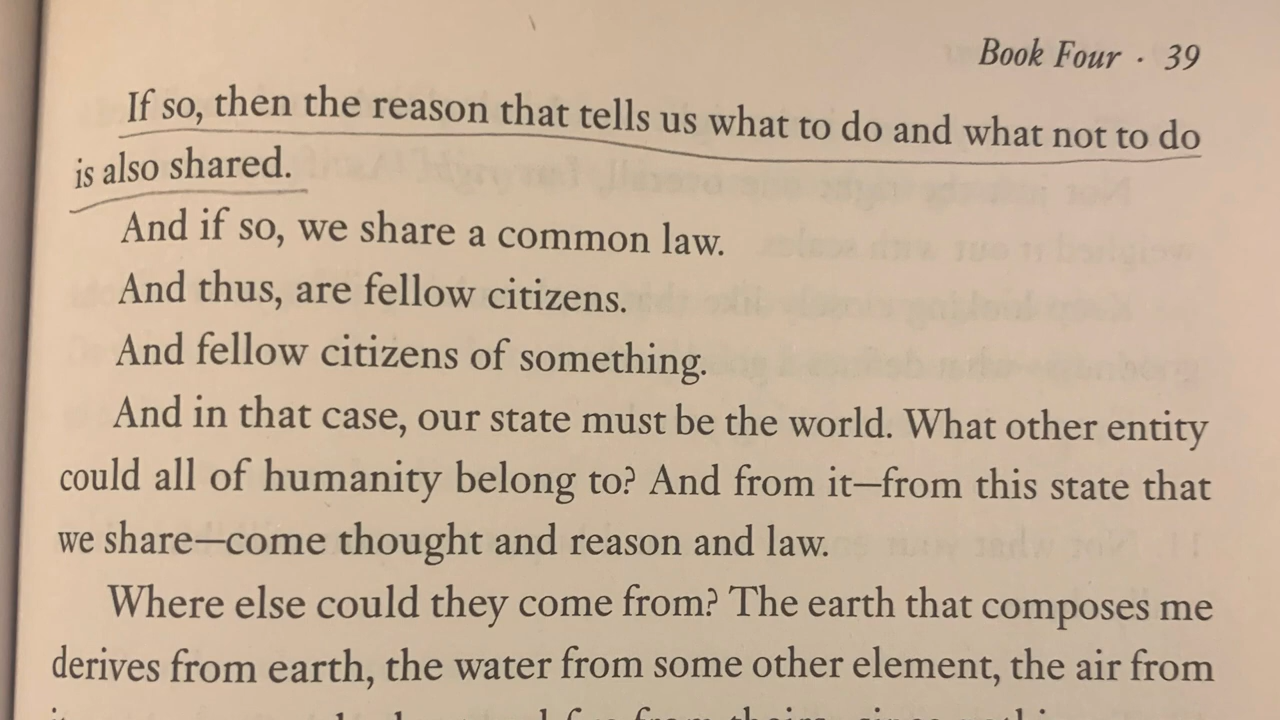 Book Four · 39
If so, then the reason that tells us what to do and what not to do
is also shared.
And if so, we share a common law.
And thus, are fellow citizens.
And fellow citizens of something.
And in that case, our state must be the world. What other entity
could all of humanity belong to? And from it—from this state that
we share—come thought and reason and law.
Where else could they come from? The earth that composes me
derives from earth, the water from some other element, the air from